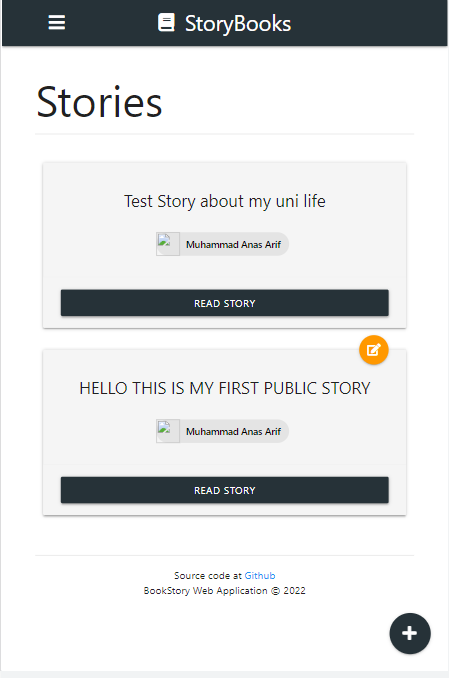 StoryBooks
Stories
Test Story about my uni life
Muhammad Anas Arif
READ STORY
HELLO THIS IS MY FIRST PUBLIC STORY
Muhammad Anas Arif
READ STORY
Source code at Github
BookStory Web Application © 2022